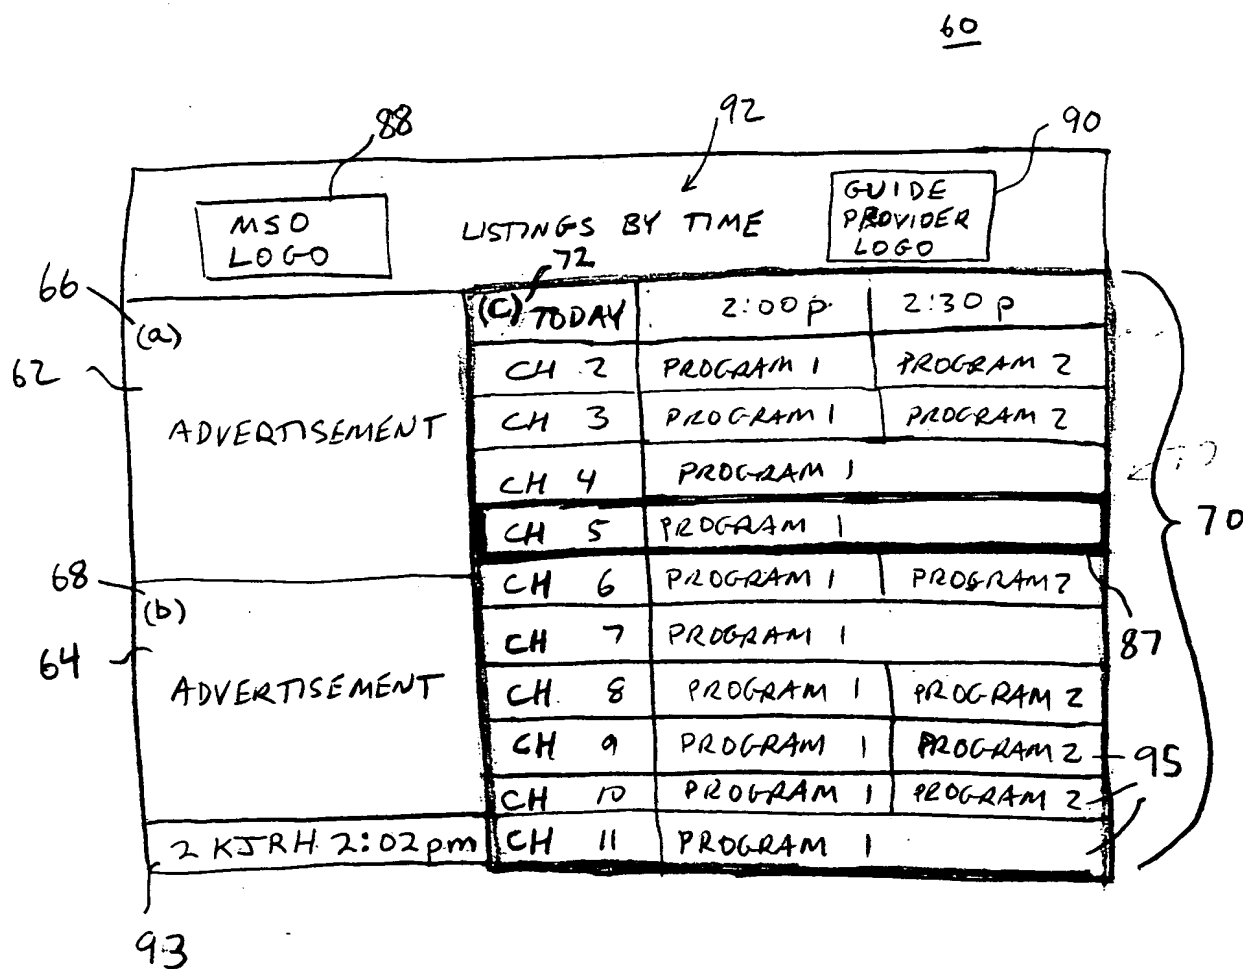 60
88
92
90
MSO
LOGO
LISTINGS BY TIME
GUIDE
PROVIDER
LOGO
72
66
(a)
(c) TODAY 2:00 p 2:30 p
62
CH 2 PROGRAM 1 PROGRAM 2
ADVERTISEMENT
CH 3 PROGRAM 1 PROGRAM 2
CH 4 PROGRAM 1
CH 5 PROGRAM 1
70
68
(b)
CH 6 PROGRAM 1 PROGRAM 2
CH 7 PROGRAM 1
87
64
ADVERTISEMENT
CH 8 PROGRAM 1 PROGRAM 2
CH 9 PROGRAM 1 PROGRAM 2
95
CH 10 PROGRAM 1 PROGRAM 2
2 KJRH 2:02pm
CH 11 PROGRAM 1
93